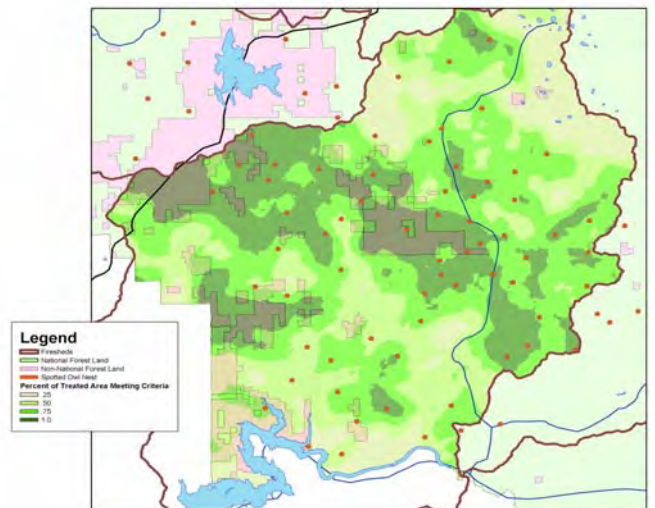 Legend
Firesheds
National Forest Land
Non-National Forest Land
Spotted Owl Nest
Percent of Treated Area Meeting Criteria
.25
.50
.75
1.0